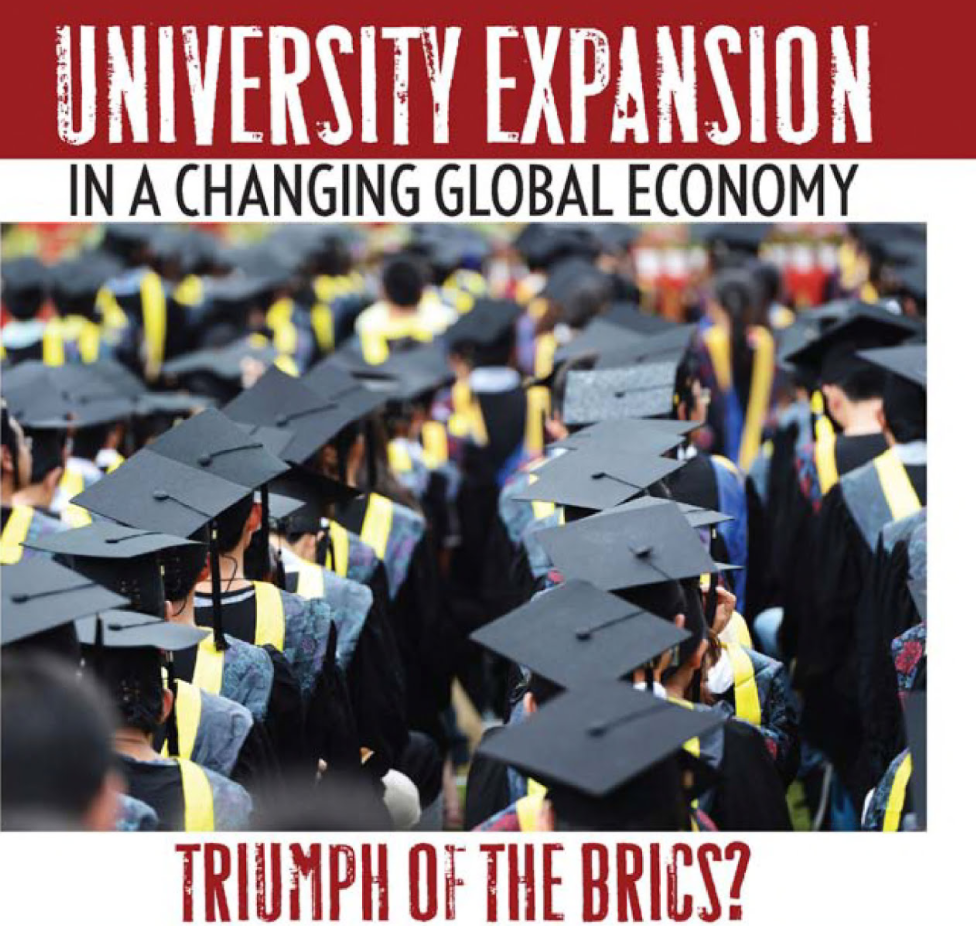 UNIVERSITY EXPANSION
IN A CHANGING GLOBAL ECONOMY
TRIUMPH OF THE BRICS?